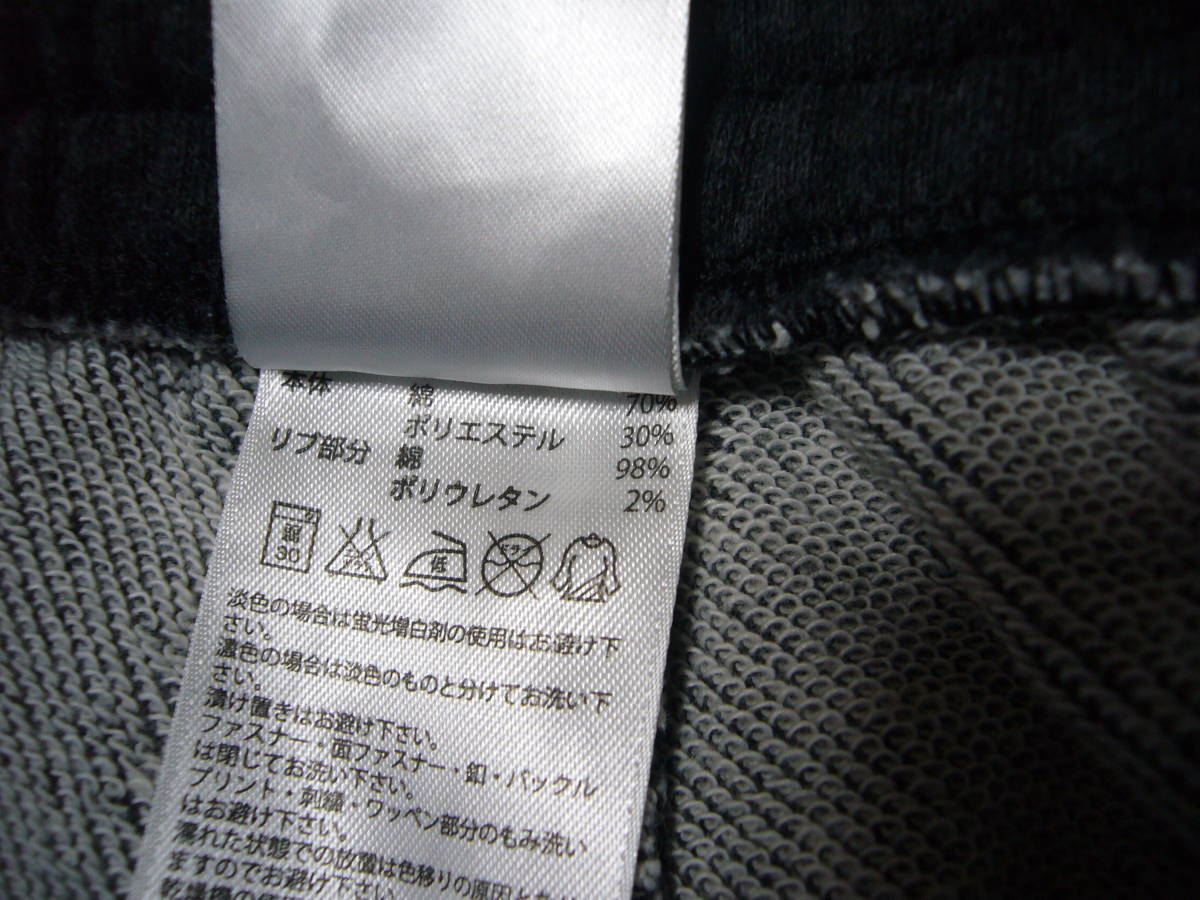 本体 綿 70%
ポリエステル 30%
リブ部分 綿 98%
ポリウレタン 2%
弱 30 低
淡色の場合は蛍光増白剤の使用はお避け下
さい。
濃色の場合は淡色のものと分けてお洗い下
さい。
漬け置きはお避け下さい。
ファスナー・面ファスナー・釦・バックル
は閉じてお洗い下さい。
プリント・刺繍・ワッペン部分のもみ洗い
はお避け下さい。
濡れた状態での放置は色移りの原因と
ますのでお避け下さい。
乾燥機の